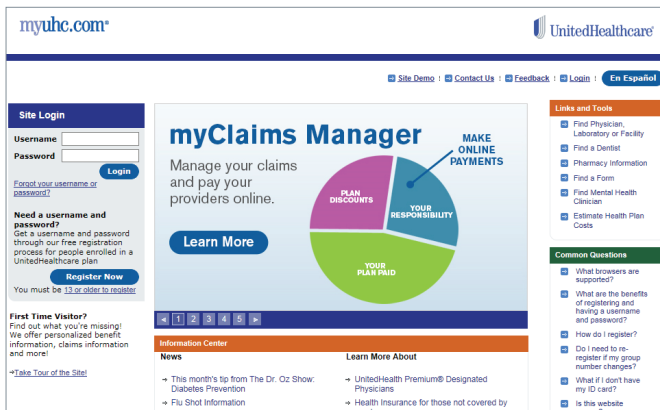 myuhc.com®
UnitedHealthcare®
Site Demo
Contact Us
Feedback
Login
En Español
Site Login
Username
Password
Login
Forgot your username or
password?
Need a username and
password?
Get a username and password
through our free registration
process for people enrolled in a
UnitedHealthcare plan
Register Now
You must be 13 or older to register
First Time Visitor?
Find out what you're missing!
We offer personalized benefit
information, claims information
and more!
Take Tour of the Site!
myClaims Manager
Manage your claims
and pay your
providers online.
Learn More
MAKE
ONLINE
PAYMENTS
PLAN
DISCOUNTS
YOUR
RESPONSIBILITY
YOUR
PLAN PAID
1 2 3 4 5
Information Center
News
This month's tip from The Dr. Oz Show:
Diabetes Prevention
Flu Shot Information
Learn More About
UnitedHealth Premium® Designated
Physicians
Health Insurance for those not covered by
Links and Tools
Find Physician,
Laboratory or Facility
Find a Dentist
Pharmacy Information
Find a Form
Find Mental Health
Clinician
Estimate Health Plan
Costs
Common Questions
What browsers are
supported?
What are the benefits
of registering and
having a username
and password?
How do I register?
Do I need to re-
register if my group
number changes?
What if I don't have
my ID card?
Is this website